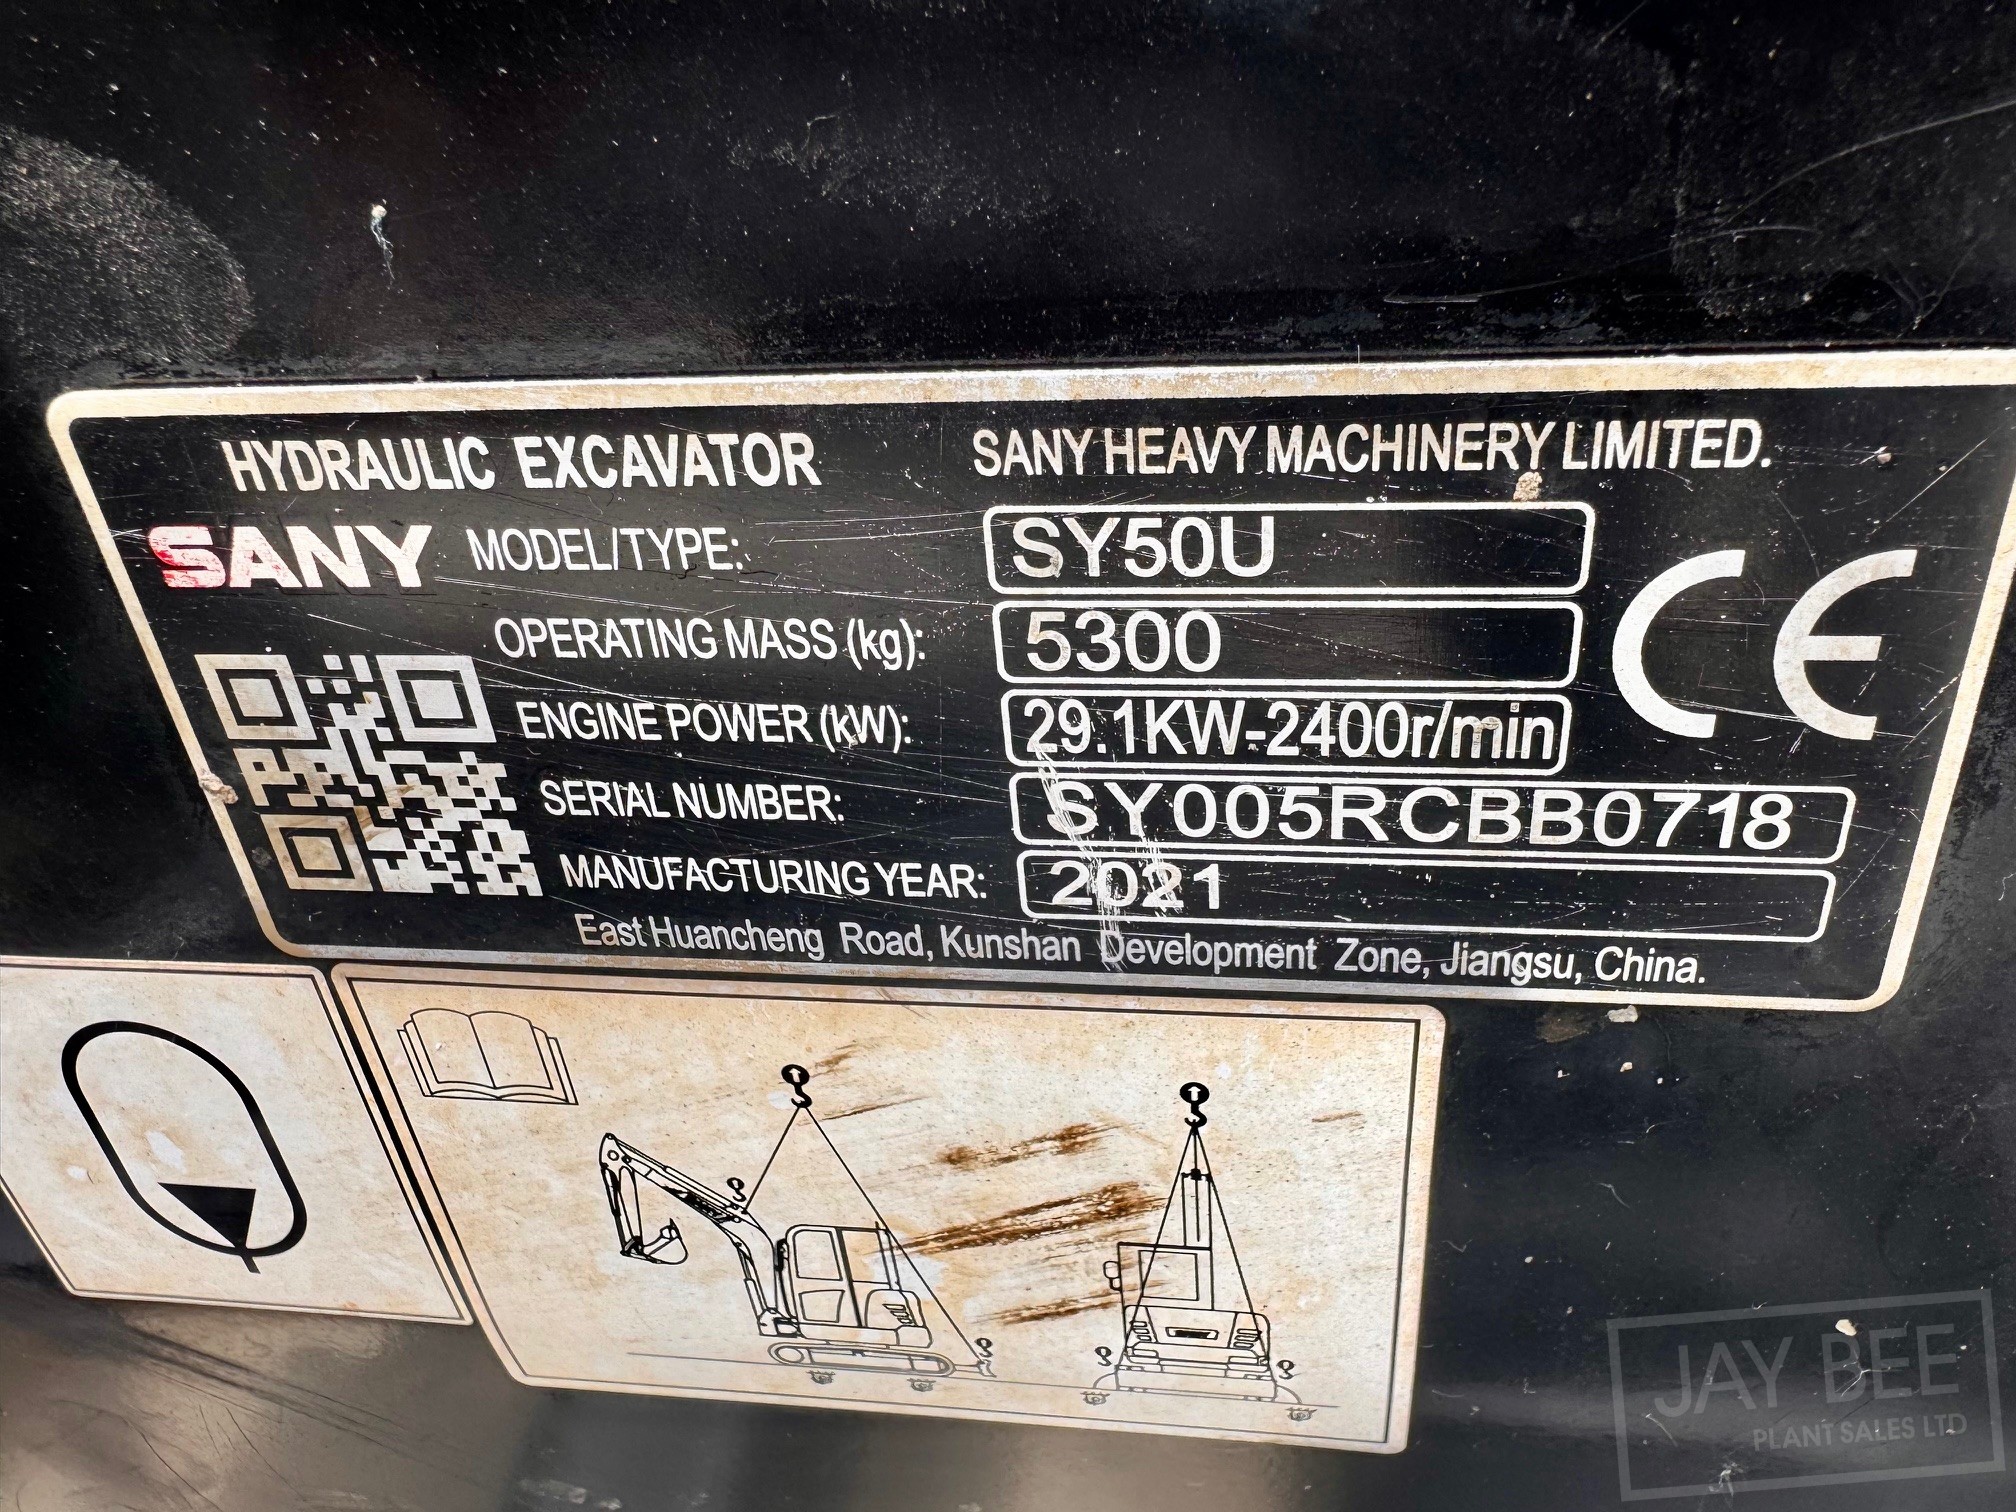 HYDRAULIC EXCAVATOR SANY HEAVY MACHINERY LIMITED.
SANY MODEL/TYPE: SY50U
OPERATING MASS (kg): 5300
ENGINE POWER (kW): 29.1KW-2400r/min
SERIAL NUMBER: SY005RCBB0718
MANUFACTURING YEAR: 2021
East Huancheng Road, Kunshan Development Zone, Jiangsu, China.
CE
JAY BEE
PLANT SALES LTD